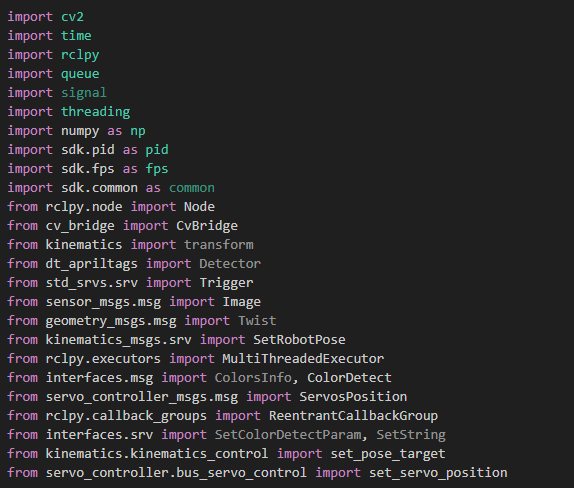 import cv2
import time
import rclpy
import queue
import signal
import threading
import numpy as np
import sdk.pid as pid
import sdk.fps as fps
import sdk.common as common
from rclpy.node import Node
from cv_bridge import CvBridge
from kinematics import transform
from dt_apriltags import Detector
from std_srvs.srv import Trigger
from sensor_msgs.msg import Image
from geometry_msgs.msg import Twist
from kinematics_msgs.srv import SetRobotPose
from rclpy.executors import MultiThreadedExecutor
from interfaces.msg import ColorsInfo, ColorDetect
from servo_controller_msgs.msg import ServosPosition
from rclpy.callback_groups import ReentrantCallbackGroup
from interfaces.srv import SetColorDetectParam, SetString
from kinematics.kinematics_control import set_pose_target
from servo_controller.bus_servo_control import set_servo_position